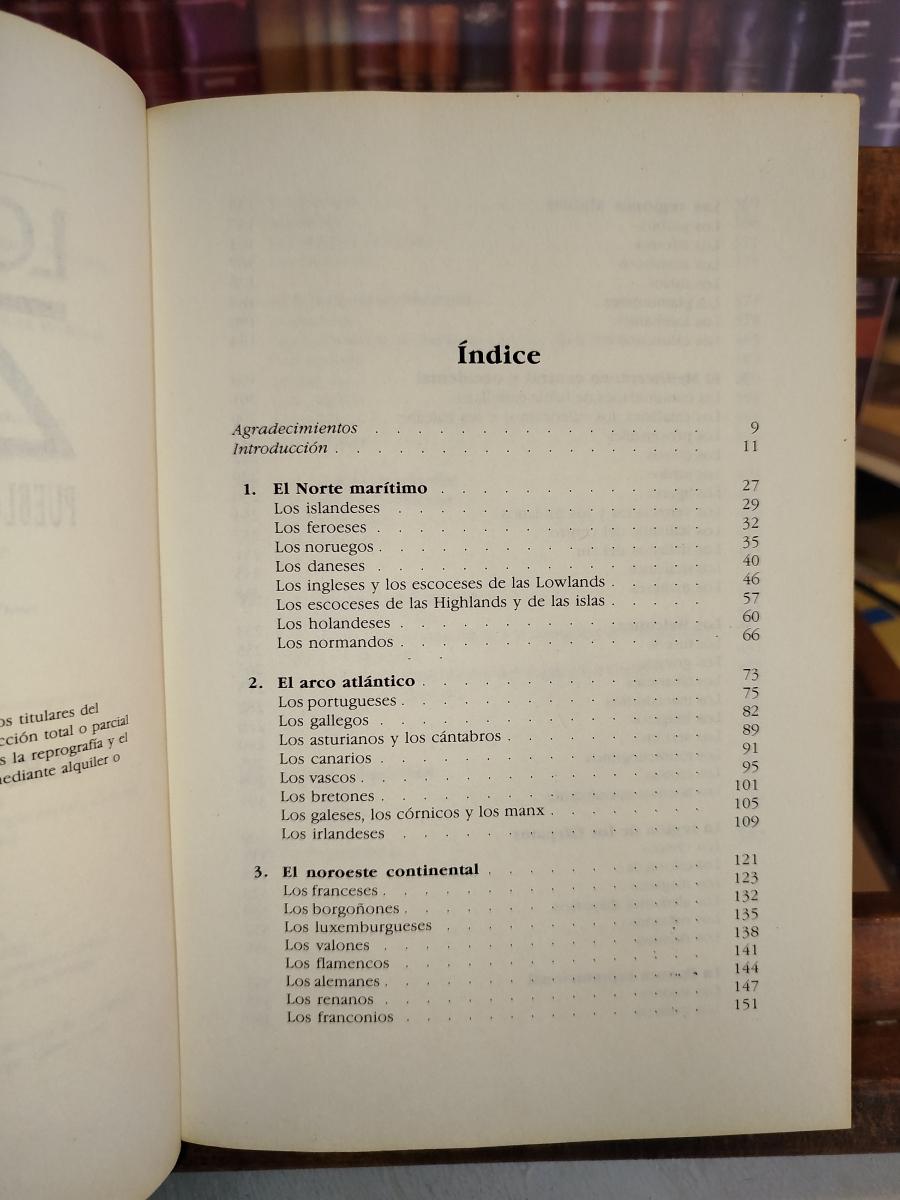 LO
PUEBLO
os titulares del
cción total o parcial
s la reprografía y el
mediante alquiler o
Índice
Agradecimientos . . . . . . . . . . . . . . . . 9
Introducción . . . . . . . . . . . . . . . . . 11
1. El Norte marítimo . . . . . . . . . . . . . 27
Los islandeses . . . . . . . . . . . . . . . 29
Los feroeses . . . . . . . . . . . . . . . . 32
Los noruegos . . . . . . . . . . . . . . . . 35
Los daneses . . . . . . . . . . . . . . . . 40
Los ingleses y los escoceses de las Lowlands . . . . . 46
Los escoceses de las Highlands y de las islas . . . . . 57
Los holandeses . . . . . . . . . . . . . . . 60
Los normandos . . . . . . . . . . . . . . . 66
2. El arco atlántico . . . . . . . . . . . . . 73
Los portugueses . . . . . . . . . . . . . . 75
Los gallegos . . . . . . . . . . . . . . . . 82
Los asturianos y los cántabros . . . . . . . . . 89
Los canarios . . . . . . . . . . . . . . . . 91
Los vascos . . . . . . . . . . . . . . . . . 95
Los bretones . . . . . . . . . . . . . . . . 101
Los galeses, los córnicos y los manx . . . . . . . 105
Los irlandeses . . . . . . . . . . . . . . . 109
3. El noroeste continental . . . . . . . . . . 121
Los franceses . . . . . . . . . . . . . . . 123
Los borgoñones . . . . . . . . . . . . . . 132
Los luxemburgueses . . . . . . . . . . . . 135
Los valones . . . . . . . . . . . . . . . . 138
Los flamencos . . . . . . . . . . . . . . . 141
Los alemanes . . . . . . . . . . . . . . . 144
Los renanos . . . . . . . . . . . . . . . . 147
Los franconios . . . . . . . . . . . . . . . 151